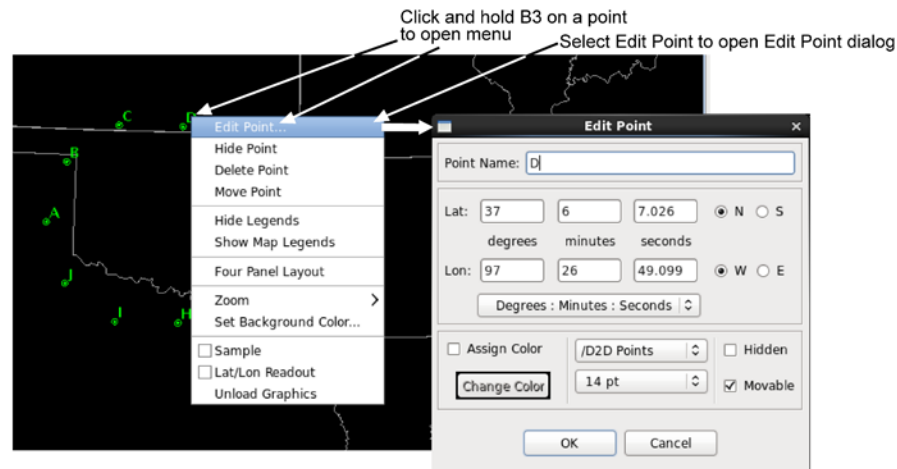 Click and hold B3 on a point
to open menu
Select Edit Point to open Edit Point dialog
C
D
B
A
J
I
H
Edit Point...
Hide Point
Delete Point
Move Point
Hide Legends
Show Map Legends
Four Panel Layout
Zoom
Set Background Color...
Sample
Lat/Lon Readout
Unload Graphics
Edit Point
Point Name: D
Lat: 37 6 7.026 N S
degrees minutes seconds
Lon: 97 26 49.099 W E
Degrees : Minutes : Seconds
Assign Color /D2D Points Hidden
Change Color 14 pt Movable
OK Cancel